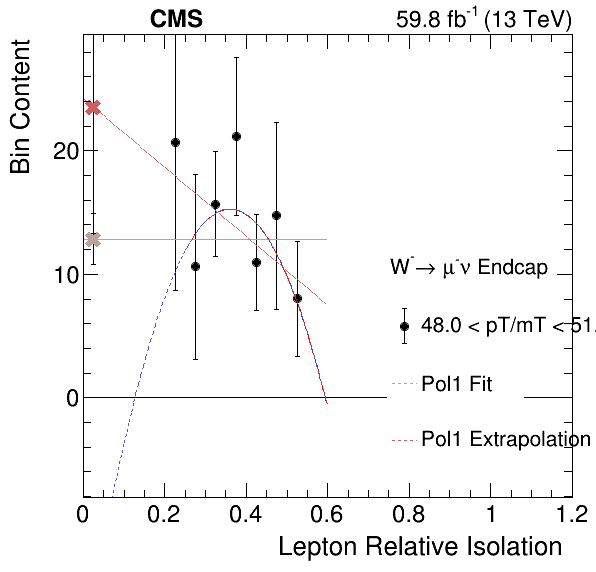 CMS 59.8 fb⁻¹ (13 TeV)
Bin Content
20
10
0
W⁻→ μ⁻ν Endcap
48.0 < pT/mT < 51.
Pol1 Fit
Pol1 Extrapolation
0 0.2 0.4 0.6 0.8 1 1.2
Lepton Relative Isolation